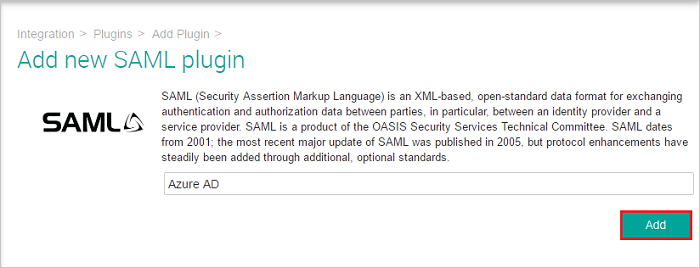 Integration > Plugins > Add Plugin >
Add new SAML plugin
SAML (Security Assertion Markup Language) is an XML-based, open-standard data format for exchanging
authentication and authorization data between parties, in particular, between an identity provider and a
service provider. SAML is a product of the OASIS Security Services Technical Committee. SAML dates
from 2001; the most recent major update of SAML was published in 2005, but protocol enhancements have
steadily been added through additional, optional standards.
SAML
Azure AD
Add